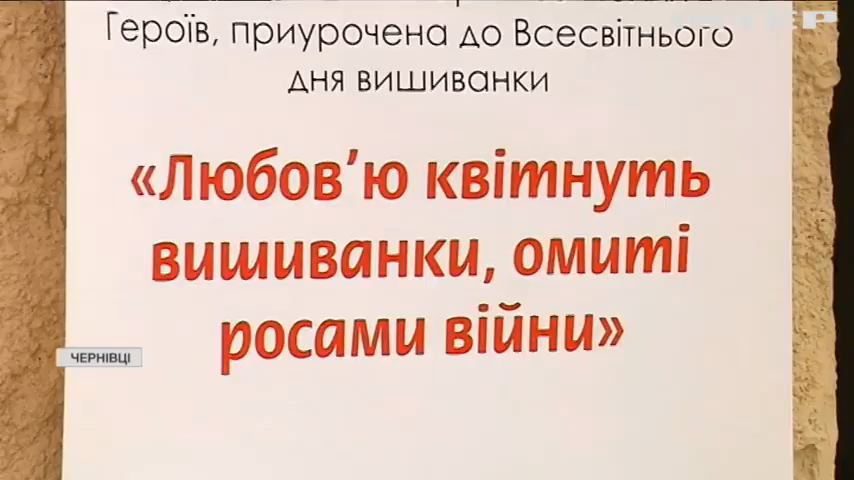 Героїв, приурочена до Всесвітнього
дня вишиванки
«Любов’ю квітнуть
вишиванки, омиті
росами війни»
ЧЕРНІВЦІ